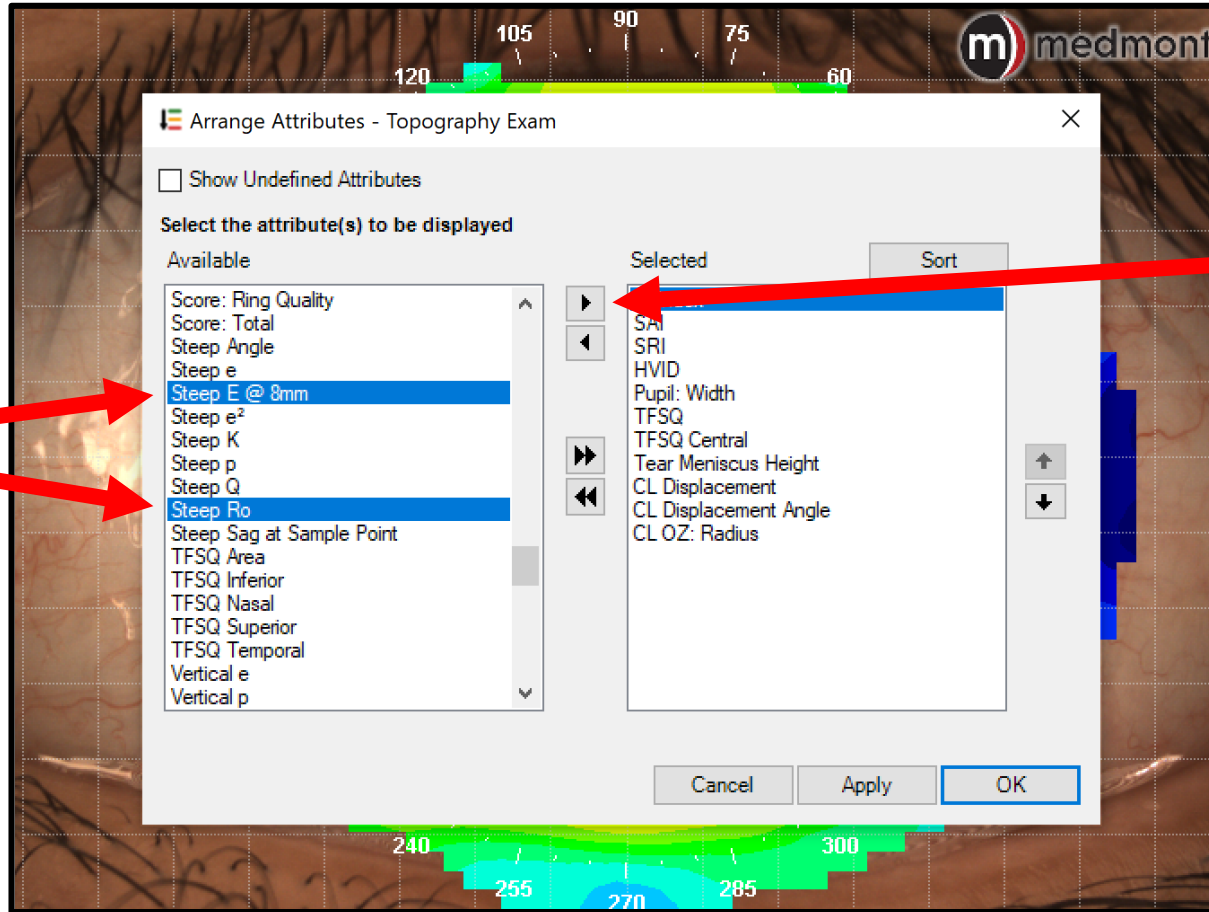 105
90
75
medmont
120
60
Arrange Attributes - Topography Exam
Show Undefined Attributes
Select the attribute(s) to be displayed
Available
Selected
Sort
Score: Ring Quality
Score: Total
Steep Angle
Steep e
Steep E @ 8mm
Steep e²
Steep K
Steep p
Steep Q
Steep Ro
Steep Sag at Sample Point
TFSQ Area
TFSQ Inferior
TFSQ Nasal
TFSQ Superior
TFSQ Temporal
Vertical e
Vertical p
SAI
SRI
HVID
Pupil: Width
TFSQ
TFSQ Central
Tear Meniscus Height
CL Displacement
CL Displacement Angle
CL OZ: Radius
Cancel
Apply
OK
240
300
255
270
285